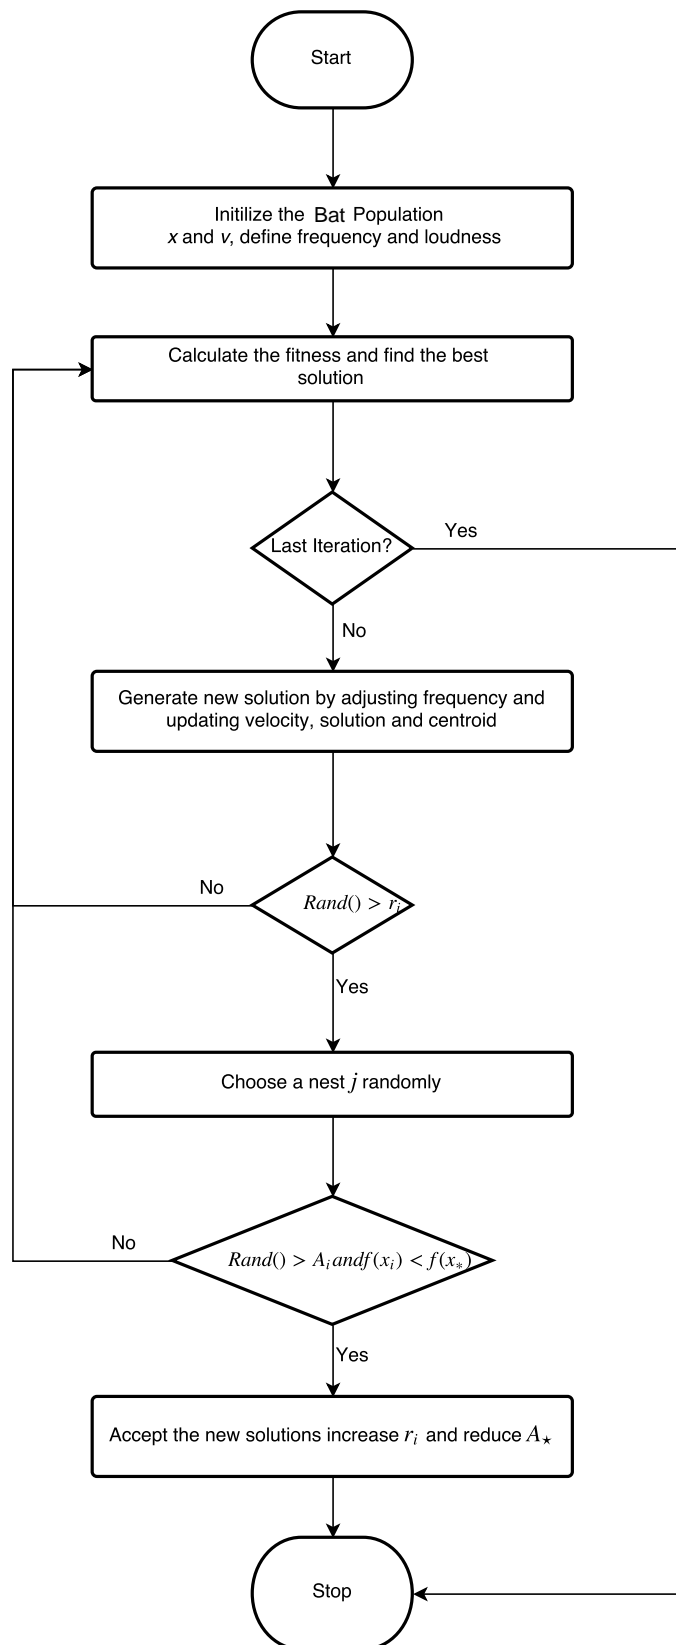 Start
Initilize the Bat Population
x and v, define frequency and loudness
Calculate the fitness and find the best
solution
Last Iteration?
Yes
No
Generate new solution by adjusting frequency and
updating velocity, solution and centroid
No
Rand() > r_i
Yes
Choose a nest j randomly
No
Rand() > A_i and f(x_i) < f(x_*)
Yes
Accept the new solutions increase r_i and reduce A_⋆
Stop